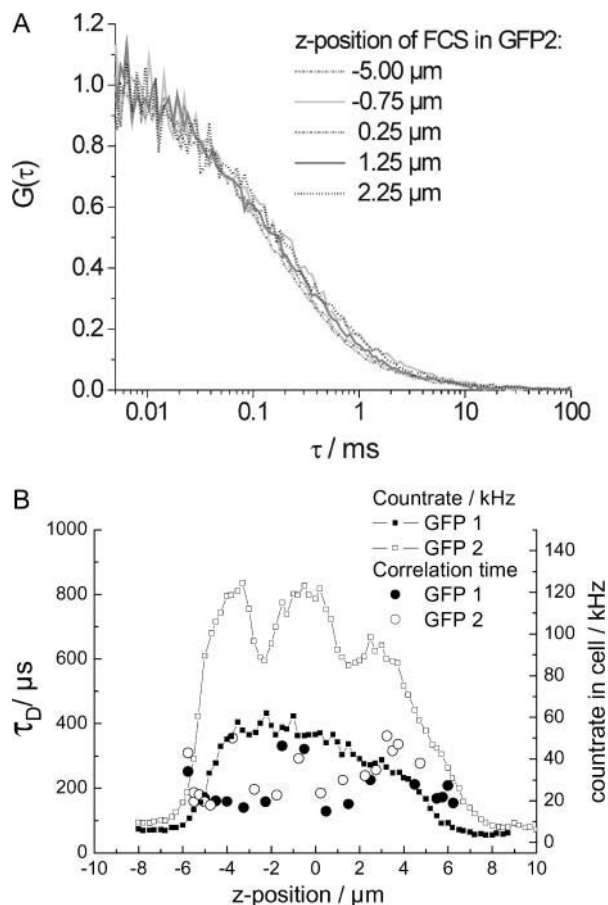 A
z-position of FCS in GFP2:
-5.00 µm
-0.75 µm
0.25 µm
1.25 µm
2.25 µm
G(τ)
1.2
1.0
0.8
0.6
0.4
0.2
0.0
0.01 0.1 1 10 100
τ / ms
B
Countrate / kHz
GFP 1
GFP 2
Correlation time
GFP 1
GFP 2
τD/ µs
1000
800
600
400
200
0
140
120
100
80
60
40
20
0
countrate in cell / kHz
-10 -8 -6 -4 -2 0 2 4 6 8 10
z-position / µm